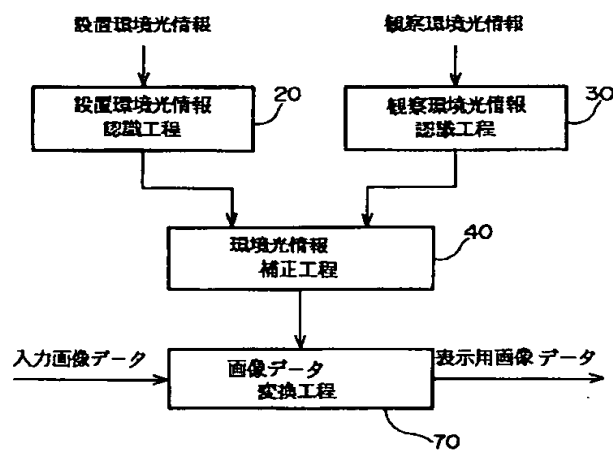 設置環境光情報
観察環境光情報
設置環境光情報
認識工程
20
観察環境光情報
認識工程
30
環境光情報
補正工程
40
入力画像データ
画像データ
変換工程
表示用画像データ
70